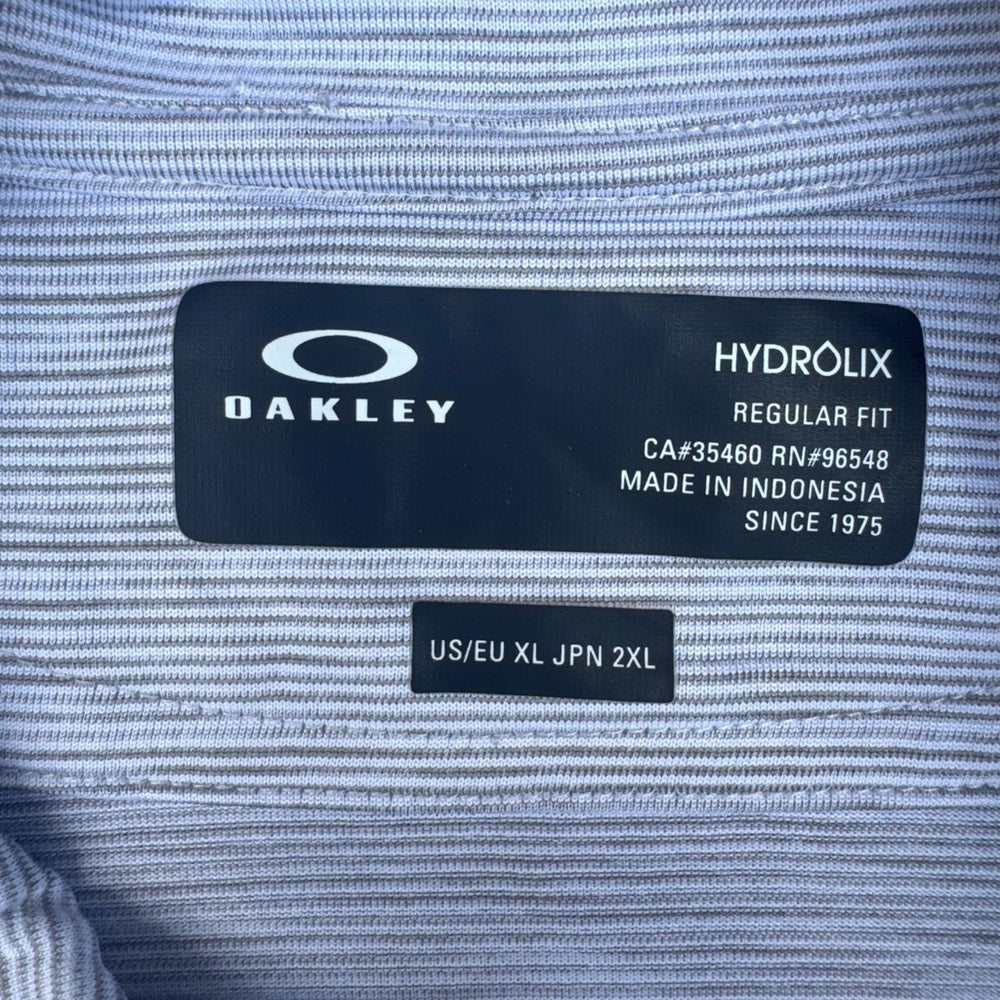 OAKLEY
HYDROLIX
REGULAR FIT
CA#35460 RN#96548
MADE IN INDONESIA
SINCE 1975
US/EU XL JPN 2XL